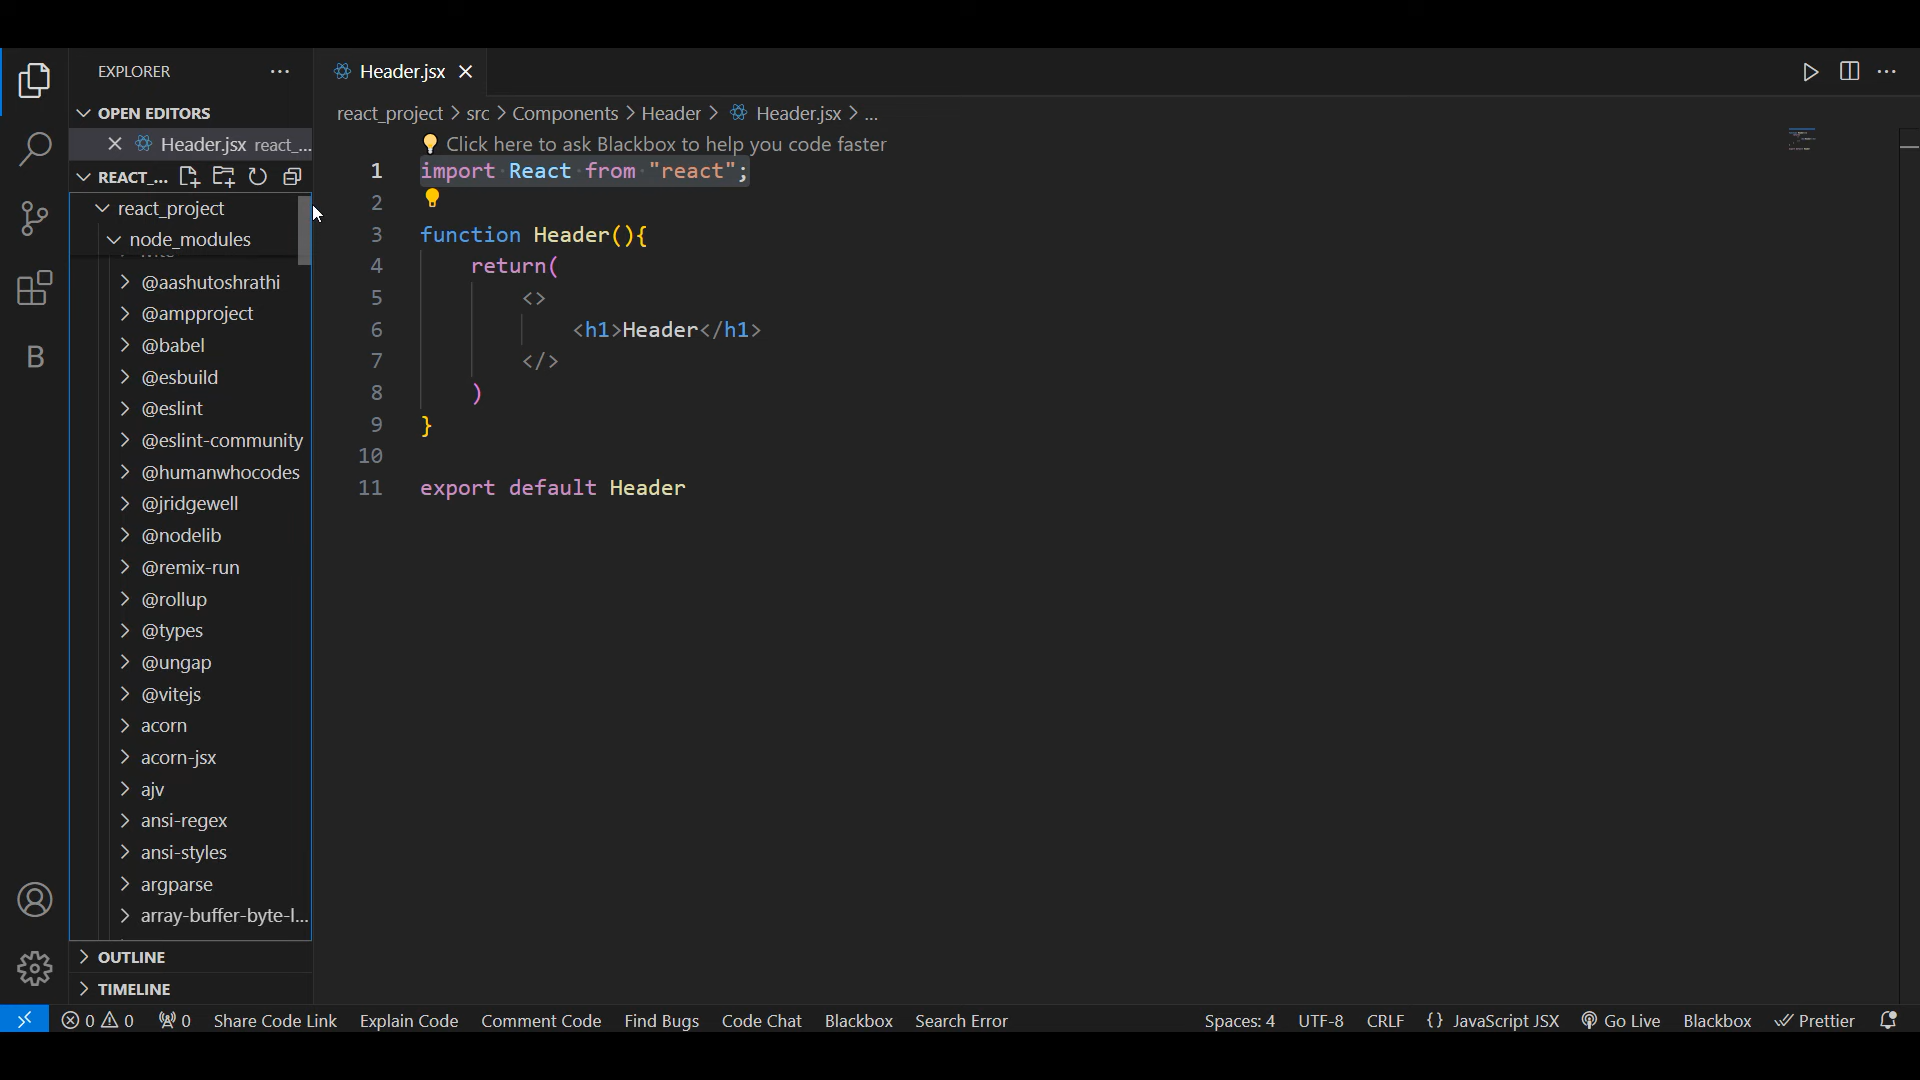 EXPLORER
OPEN EDITORS
Header.jsx react_...
REACT_...
react_project
node_modules
@aashutoshrathi
@ampproject
@babel
@esbuild
@eslint
@eslint-community
@humanwhocodes
@jridgewell
@nodelib
@remix-run
@rollup
@types
@ungap
@vitejs
acorn
acorn-jsx
ajv
ansi-regex
ansi-styles
argparse
array-buffer-byte-l...
OUTLINE
TIMELINE
B
Header.jsx
react_project > src > Components > Header > Header.jsx > ...
Click here to ask Blackbox to help you code faster
1 import React from "react";
2
3 function Header(){
4 return(
5 <>
6 <h1>Header</h1>
7 </>
8 )
9 }
10
11 export default Header
0 0 0 Share Code Link Explain Code Comment Code Find Bugs Code Chat Blackbox Search Error Spaces: 4 UTF-8 CRLF {} JavaScript JSX Go Live Blackbox Prettier